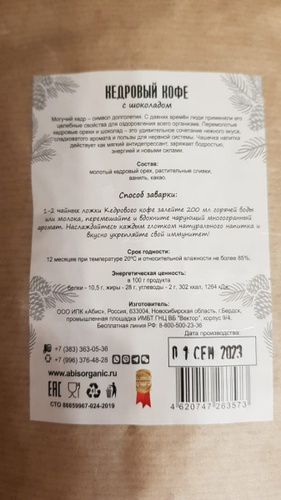 КЕДРОВЫЙ КОФЕ
с шоколадом
Могучий кедр – символ долголетия. С давних времён люди применяли его
целебные свойства для оздоровления всего организма. Перемолотые
кедровые орехи и шоколад – это удивительное сочетание нежного вкуса,
сладковатого аромата и пользы для нервной системы. Чашечка напитка
действует как мягкий антидепрессант, заряжает бодростью,
энергией и новыми силами.
Состав:
молотый кедровый орех, растительные сливки,
ваниль, какао.
Способ заварки:
1-2 чайных ложки Кедрового кофе залейте 200 мл горячей воды
или молока, перемешайте и вдохните чарующий многогранный
аромат. Наслаждайтесь каждым глотком натурального напитка и
вкусно укрепляйте свой иммунитет!
Срок годности:
12 месяцев при температуре 20°С и относительной влажности не более 85%.
Энергетическая ценность
в 100 г продукта
белки - 10,5 г, жиры - 28 г, углеводы - 2 г, 302 ккал, 1264 кДж
Изготовитель:
ООО ИПК «Абис», Россия, 633004, Новосибирская область, г.Бердск,
промышленная площадка ИМБТ ГНЦ ВБ "Вектор", корпус 9/4.
Бесплатная линия РФ: 8-800-500-23-36
+7 (383) 363-05-36
+7 (996) 376-48-28
www.abisorganic.ru
EAC
СТО 86659967-024-2019
Дата производства:
01 СЕН 2023
4 620747 263573